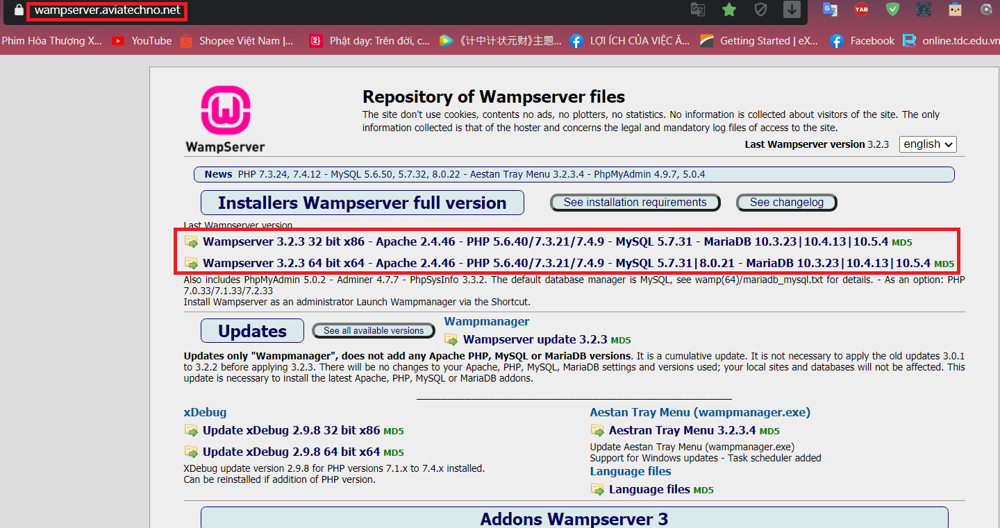 wampserver.aviatechno.net
YAB
Phim Hòa Thượng X... YouTube Shopee Việt Nam |... Phật dạy: Trên đời, c... 《计中计状元财》主题... LỢI ÍCH CỦA VIỆC Ă... Getting Started | eX... Facebook online.tdc.edu.vn
WampServer
Repository of Wampserver files
The site don't use cookies, contents no ads, no plotters, no statistics. No information is collected about visitors of the site. The only
information collected is that of the hoster and concerns the legal and mandatory log files of access to the site.
Last Wampserver version 3.2.3 english
News PHP 7.3.24, 7.4.12 - MySQL 5.6.50, 5.7.32, 8.0.22 - Aestan Tray Menu 3.2.3.4 - PhpMyAdmin 4.9.7, 5.0.4
Installers Wampserver full version See installation requirements See changelog
Last Wampserver version
Wampserver 3.2.3 32 bit x86 - Apache 2.4.46 - PHP 5.6.40/7.3.21/7.4.9 - MySQL 5.7.31 - MariaDB 10.3.23|10.4.13|10.5.4 MD5
Wampserver 3.2.3 64 bit x64 - Apache 2.4.46 - PHP 5.6.40/7.3.21/7.4.9 - MySQL 5.7.31|8.0.21 - MariaDB 10.3.23|10.4.13|10.5.4 MD5
Also includes PhpMyAdmin 5.0.2 - Adminer 4.7.7 - PhpSysInfo 3.3.2. The default database manager is MySQL, see wamp(64)/mariadb_mysql.txt for details. - As an option: PHP
7.0.33/7.1.33/7.2.33
Install Wampserver as an administrator Launch Wampmanager via the Shortcut.
Updates See all available versions Wampmanager
Wampserver update 3.2.3 MD5
Updates only "Wampmanager", does not add any Apache PHP, MySQL or MariaDB versions. It is a cumulative update. It is not necessary to apply the old updates 3.0.1
to 3.2.2 before applying 3.2.3. There will be no changes to your Apache, PHP, MySQL, MariaDB settings and versions used; your local sites and databases will not be affected. This
update is necessary to install the latest Apache, PHP, MySQL or MariaDB addons.
xDebug
Update xDebug 2.9.8 32 bit x86 MD5
Update xDebug 2.9.8 64 bit x64 MD5
XDebug update version 2.9.8 for PHP versions 7.1.x to 7.4.x installed.
Can be reinstalled if addition of PHP version.
Aestan Tray Menu (wampmanager.exe)
Aestran Tray Menu 3.2.3.4 MD5
Update Aestan Tray Menu (wampmanager.exe)
Support for Windows updates - Task scheduler added
Language files
Language files MD5
Addons Wampserver 3